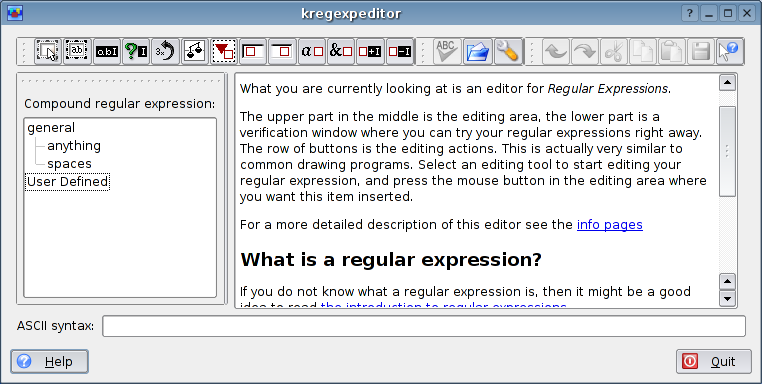 kregexpeditor
Compound regular expression:
general
anything
spaces
User Defined
What you are currently looking at is an editor for Regular Expressions.
The upper part in the middle is the editing area, the lower part is a
verification window where you can try your regular expressions right away.
The row of buttons is the editing actions. This is actually very similar to
common drawing programs. Select an editing tool to start editing your
regular expression, and press the mouse button in the editing area where
you want this item inserted.
For a more detailed description of this editor see the info pages
What is a regular expression?
If you do not know what a regular expression is, then it might be a good
idea to read the introduction to regular expressions
ASCII syntax:
Help
Quit